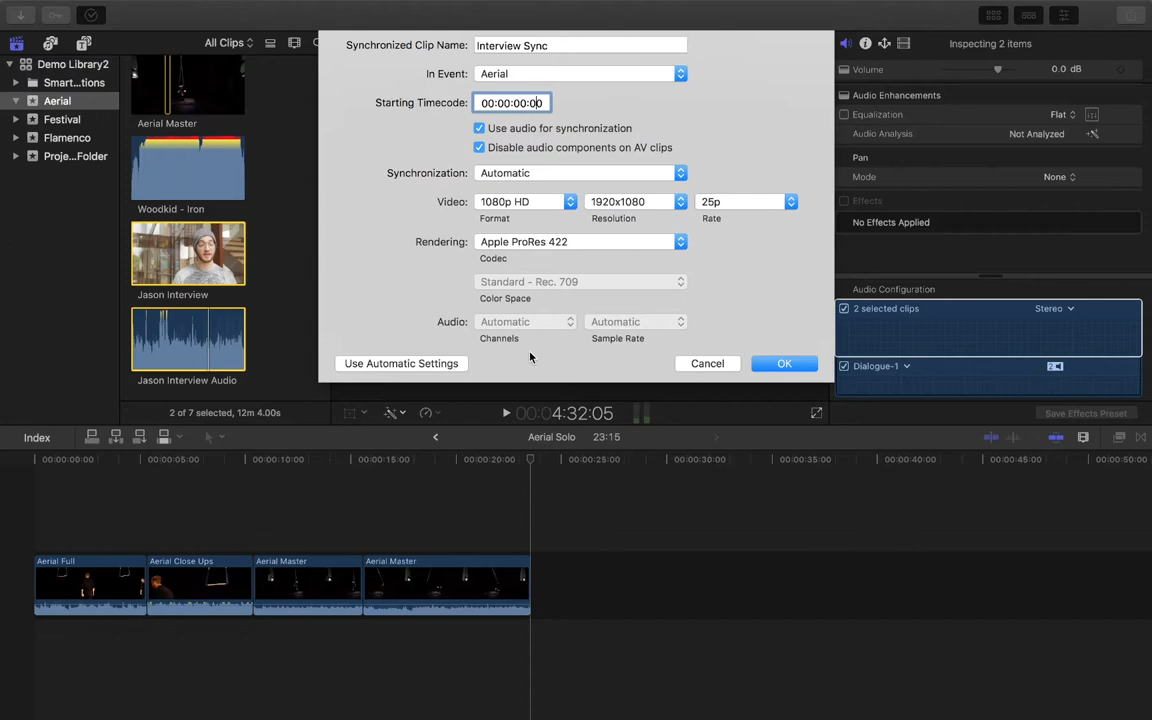 All Clips
Synchronized Clip Name: Interview Sync
Inspecting 2 items
Demo Library2
Smart...tions
Aerial
Festival
Flamenco
Proje...Folder
Aerial Master
Woodkid - Iron
Jason Interview
Jason Interview Audio
2 of 7 selected, 12m 4.00s
In Event: Aerial
Starting Timecode: 00:00:00:00
Use audio for synchronization
Disable audio components on AV clips
Synchronization: Automatic
Video: 1080p HD 1920x1080 25p
Format Resolution Rate
Rendering: Apple ProRes 422
Codec
Standard - Rec. 709
Color Space
Audio: Automatic Automatic
Channels Sample Rate
Use Automatic Settings Cancel OK
Volume 0.0 dB
Audio Enhancements
Equalization Flat
Audio Analysis Not Analyzed
Pan
Mode None
Effects
No Effects Applied
Audio Configuration
2 selected clips Stereo
Dialogue-1 2
Save Effects Preset
00:00:04:32:05
Index Aerial Solo 23:15
00:00:00:00 00:00:05:00 00:00:10:00 00:00:15:00 00:00:20:00 00:00:25:00 00:00:30:00 00:00:35:00 00:00:40:00 00:00:45:00 00:00:50:00
Aerial Full Aerial Close Ups Aerial Master Aerial Master